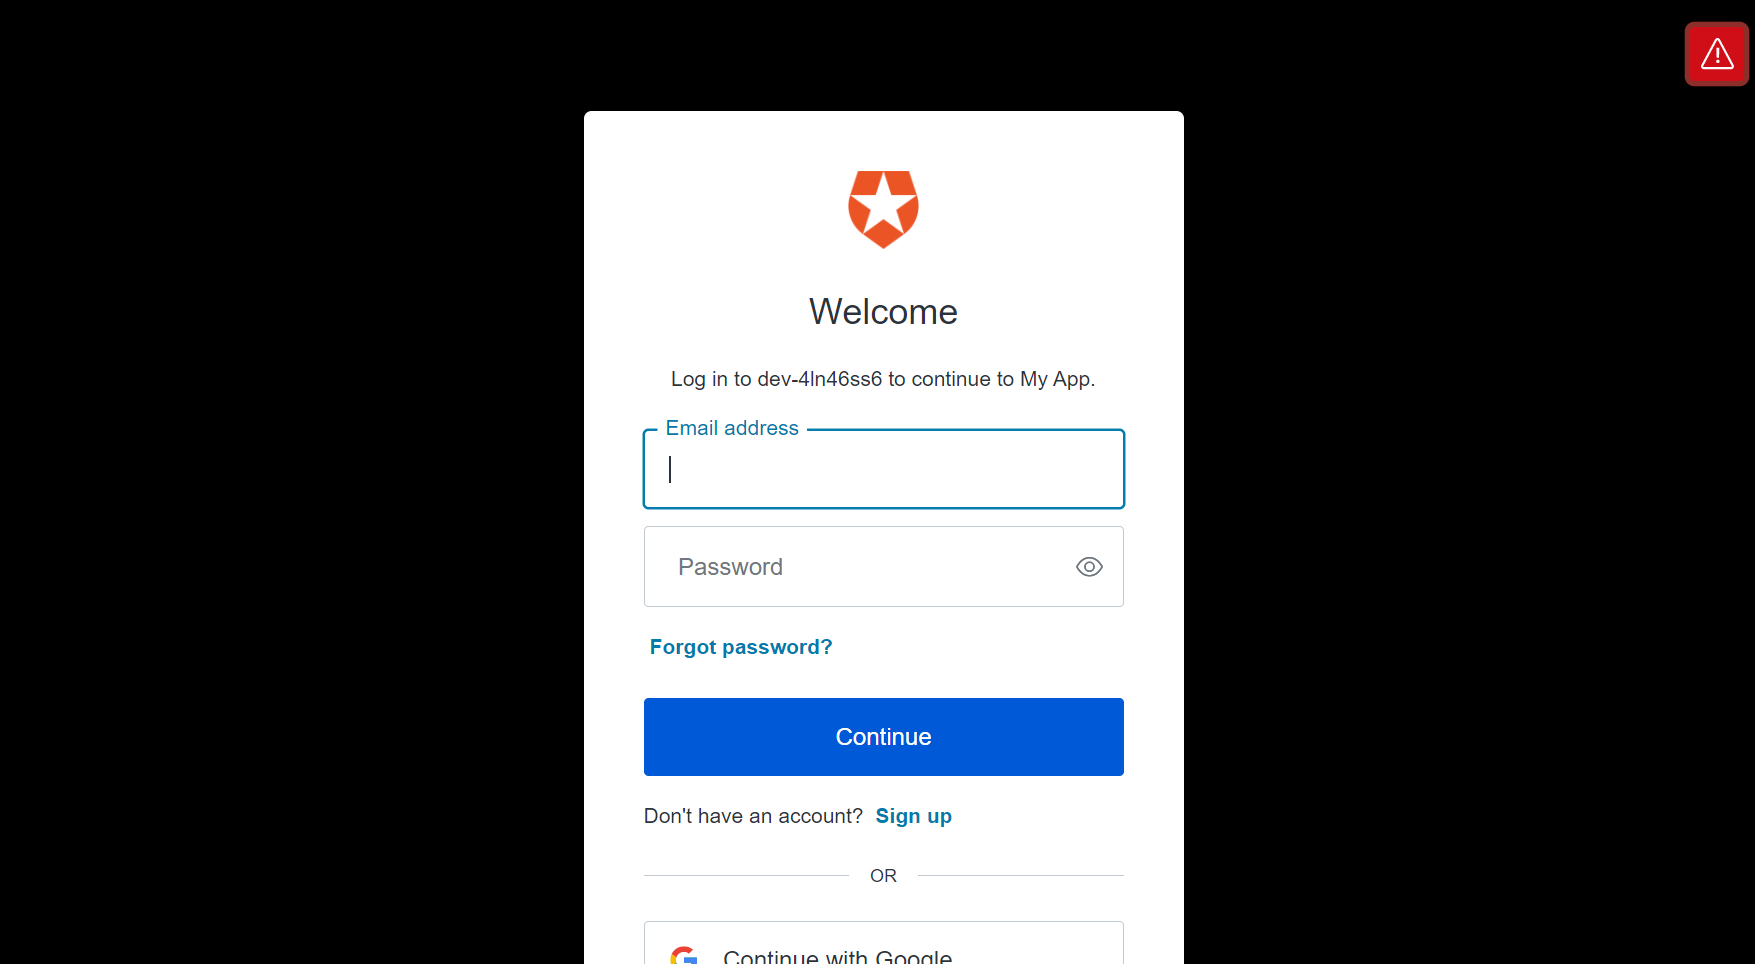 Welcome
Log in to dev-4ln46ss6 to continue to My App.
Email address
Password
Forgot password?
Continue
Don't have an account? Sign up
OR
Continue with Google